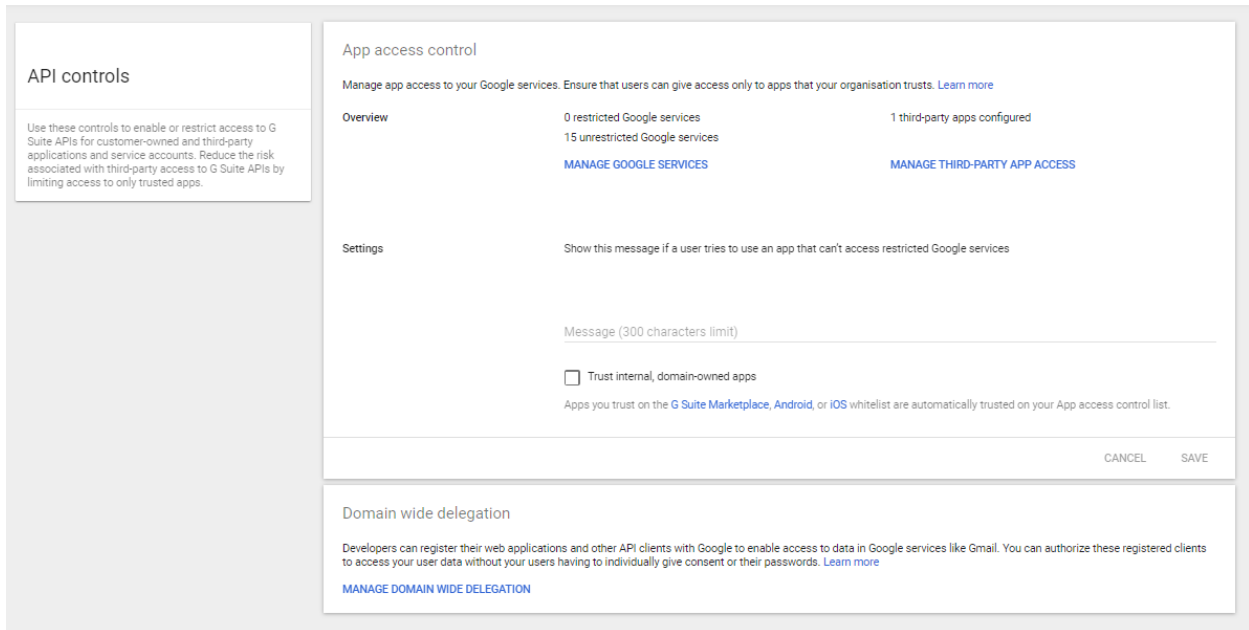 API controls
Use these controls to enable or restrict access to G
Suite APIs for customer-owned and third-party
applications and service accounts. Reduce the risk
associated with third-party access to G Suite APIs by
limiting access to only trusted apps.
App access control
Manage app access to your Google services. Ensure that users can give access only to apps that your organisation trusts. Learn more
Overview
0 restricted Google services
15 unrestricted Google services
MANAGE GOOGLE SERVICES
1 third-party apps configured
MANAGE THIRD-PARTY APP ACCESS
Settings
Show this message if a user tries to use an app that can't access restricted Google services
Message (300 characters limit)
Trust internal, domain-owned apps
Apps you trust on the G Suite Marketplace, Android, or iOS whitelist are automatically trusted on your App access control list.
CANCEL
SAVE
Domain wide delegation
Developers can register their web applications and other API clients with Google to enable access to data in Google services like Gmail. You can authorize these registered clients
to access your user data without your users having to individually give consent or their passwords. Learn more
MANAGE DOMAIN WIDE DELEGATION